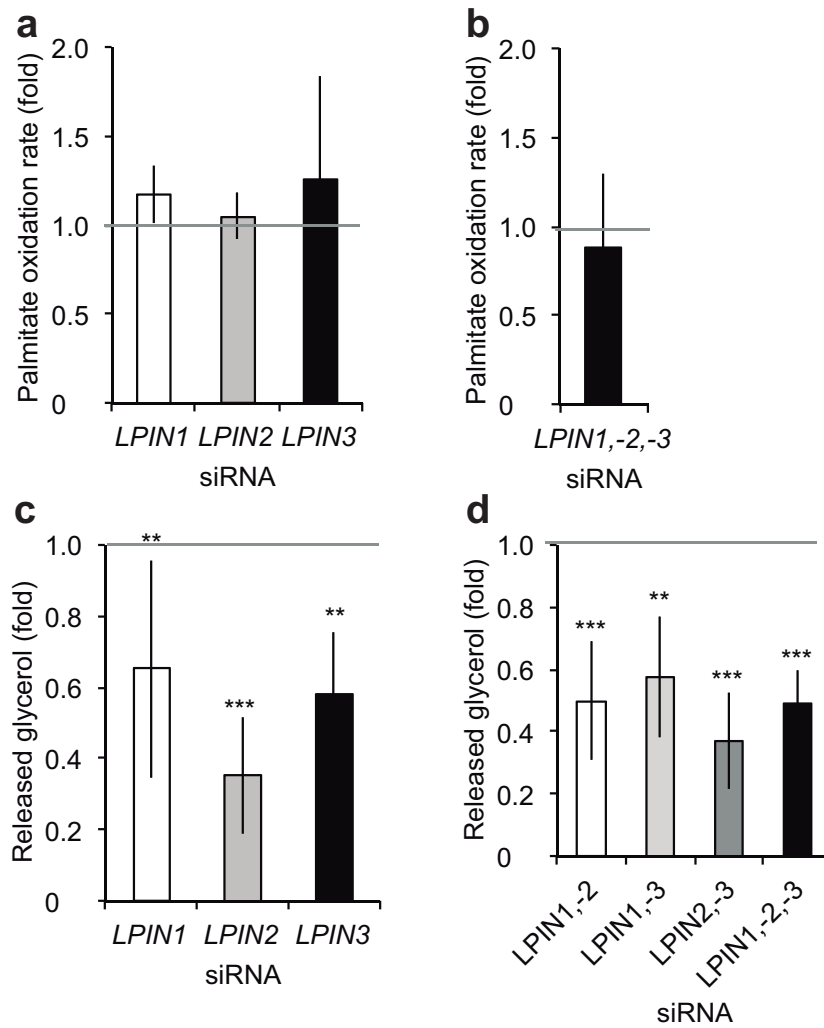 a
Palmitate oxidation rate (fold)
2.0
1.5
1.0
0.5
0
LPIN1 LPIN2 LPIN3
siRNA
b
Palmitate oxidation rate (fold)
2.0
1.5
1.0
0.5
0
LPIN1,-2,-3
siRNA
c
Released glycerol (fold)
1.0
0.8
0.6
0.4
0.2
0
**
***
**
LPIN1 LPIN2 LPIN3
siRNA
d
Released glycerol (fold)
1.0
0.8
0.6
0.4
0.2
0
***
**
***
***
LPIN1,-2
LPIN1,-3
LPIN2,-3
LPIN1,-2,-3
siRNA